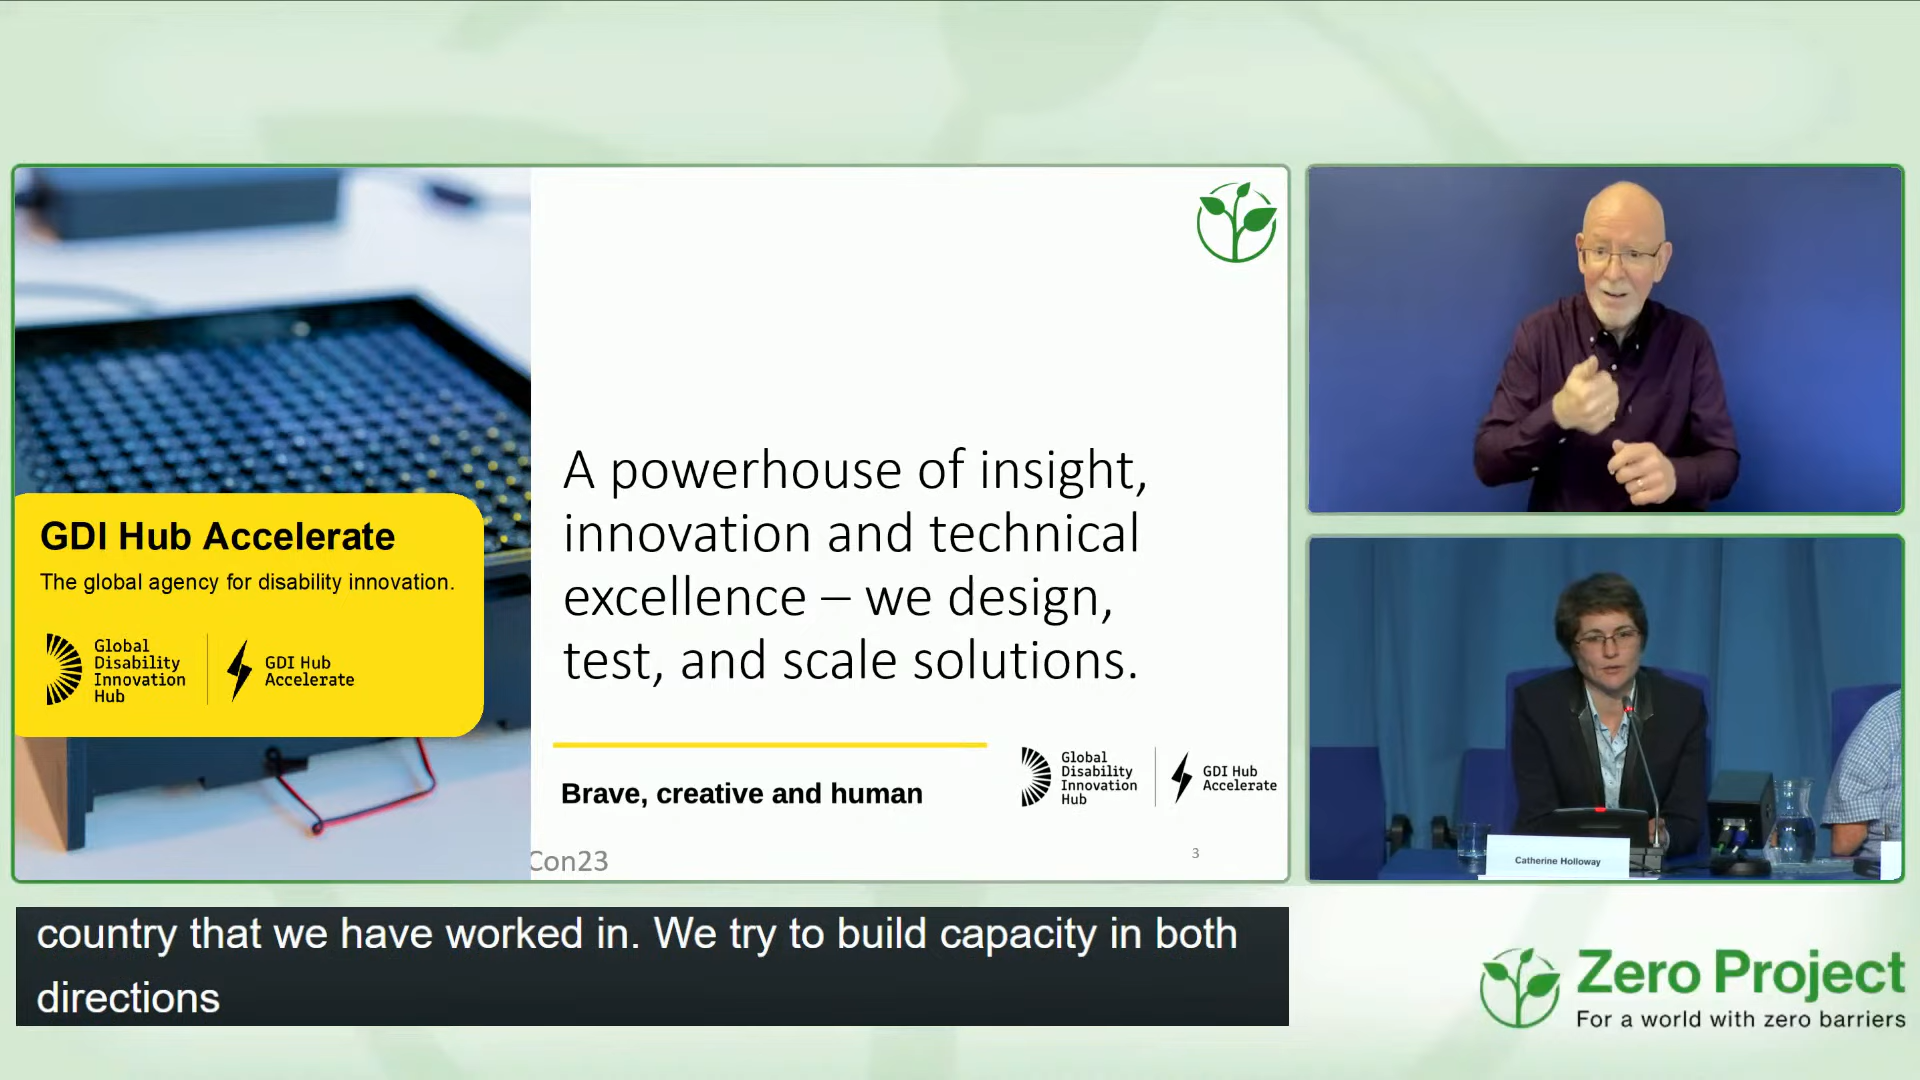 GDI Hub Accelerate
The global agency for disability innovation.
Global
Disability
Innovation
Hub
GDI Hub
Accelerate
A powerhouse of insight,
innovation and technical
excellence – we design,
test, and scale solutions.
Brave, creative and human
Global
Disability
Innovation
Hub
GDI Hub
Accelerate
Con23
3
Catherine Holloway
country that we have worked in. We try to build capacity in both
directions
Zero Project
For a world with zero barriers